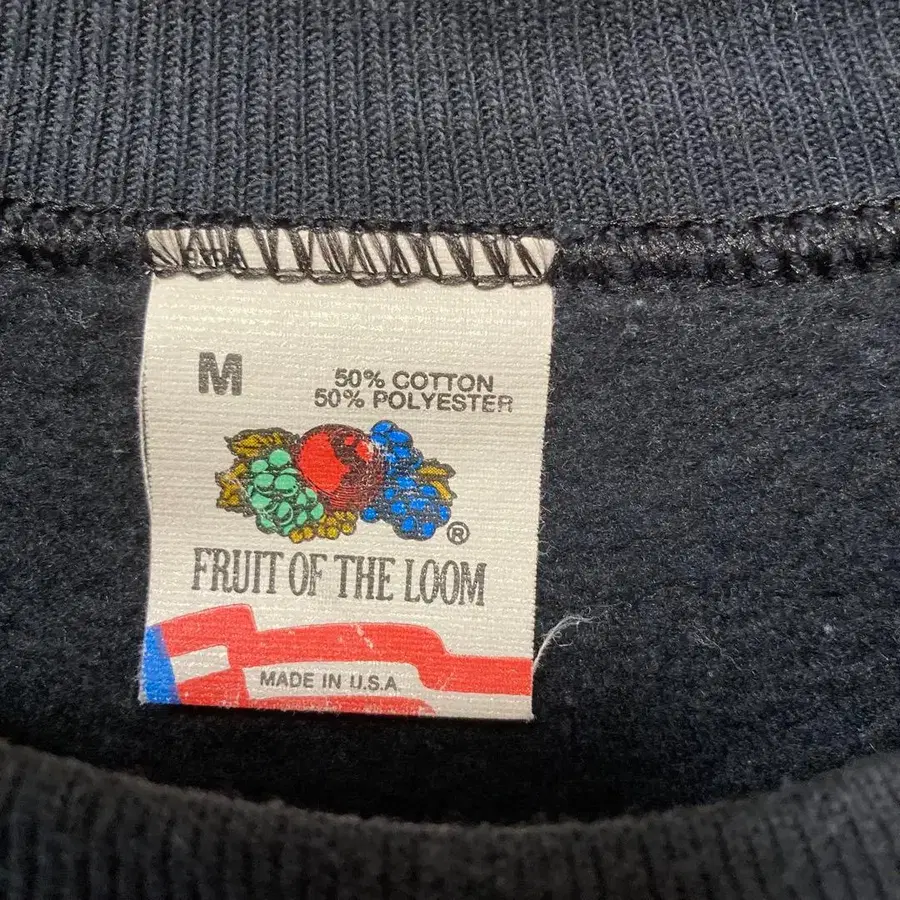 M
50% COTTON
50% POLYESTER
®
FRUIT OF THE LOOM
MADE IN U.S.A.